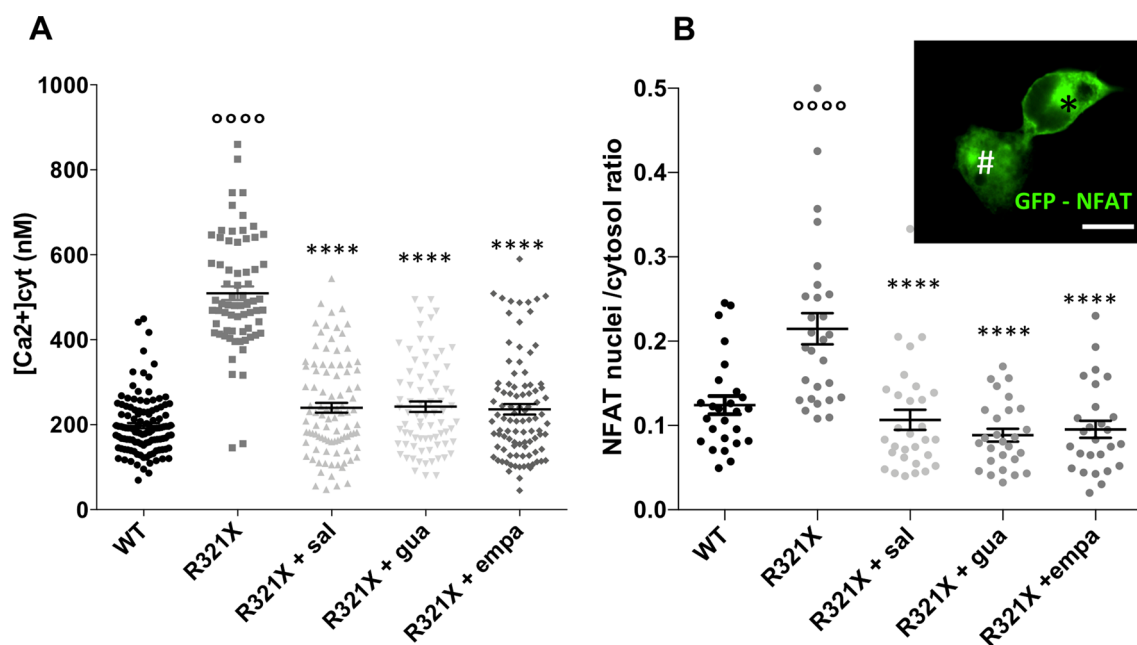 A
[Ca2+]cyt (nM)
1000
800
600
400
200
0
°°°°
****
****
****
WT
R321X
R321X + sal
R321X + gua
R321X + empa
B
NFAT nuclei /cytosol ratio
0.5
0.4
0.3
0.2
0.1
0.0
°°°°
****
****
****
*
#
GFP - NFAT
WT
R321X
R321X + sal
R321X + gua
R321X +empa